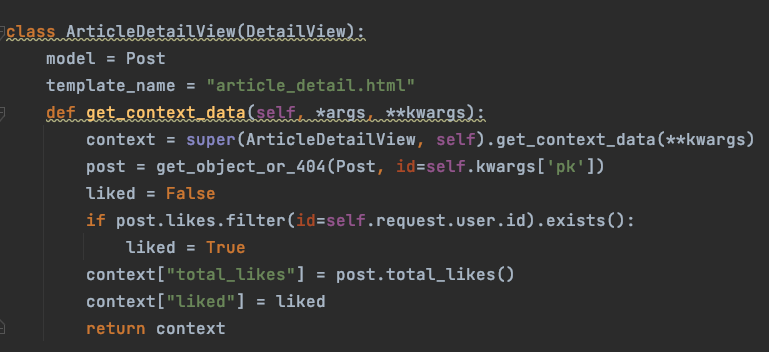 class ArticleDetailView(DetailView):
    model = Post
    template_name = "article_detail.html"
    def get_context_data(self, *args, **kwargs):
        context = super(ArticleDetailView, self).get_context_data(**kwargs)
        post = get_object_or_404(Post, id=self.kwargs['pk'])
        liked = False
        if post.likes.filter(id=self.request.user.id).exists():
            liked = True
        context["total_likes"] = post.total_likes()
        context["liked"] = liked
        return context